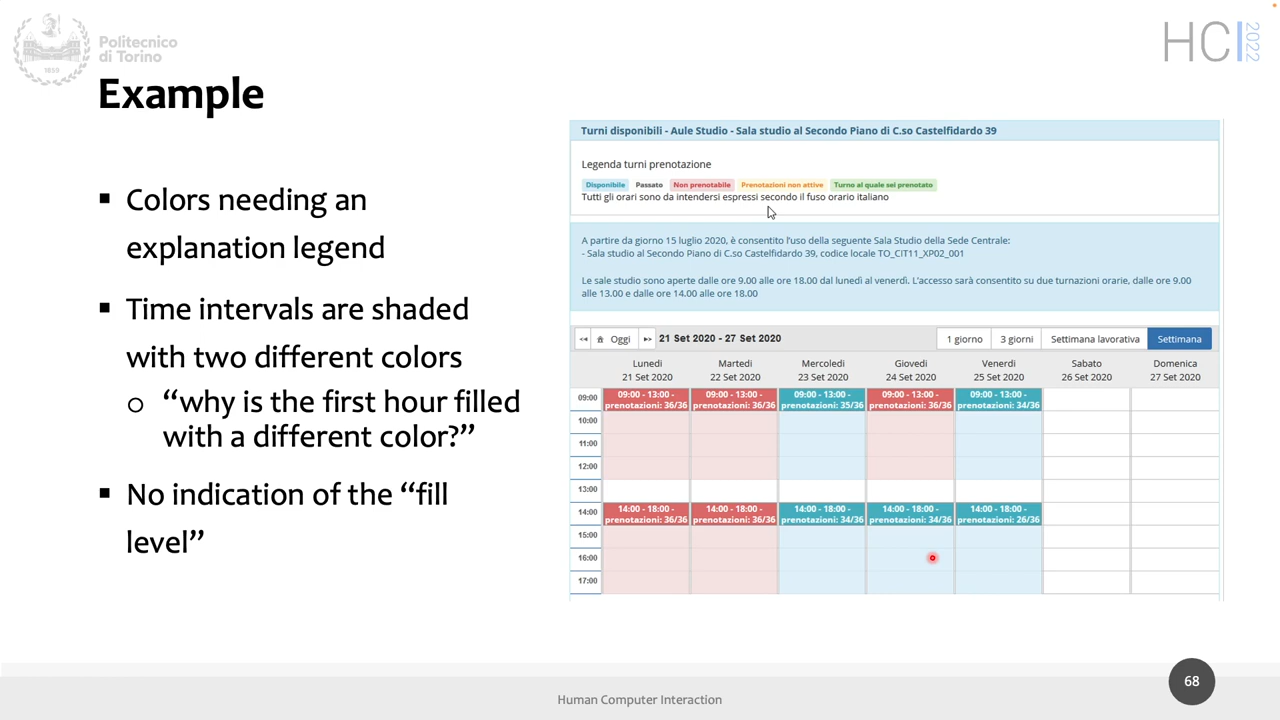 Politecnico
di Torino
1859
HCI
2022
Example
Colors needing an
explanation legend
Time intervals are shaded
with two different colors
“why is the first hour filled
with a different color?”
No indication of the “fill
level”
Turni disponibili - Aule Studio - Sala studio al Secondo Piano di C.so Castelfidardo 39
Legenda turni prenotazione
Disponibile Passato Non prenotabile Prenotazioni non attive Turno al quale sei prenotato
Tutti gli orari sono da intendersi espressi secondo il fuso orario italiano
A partire da giorno 15 luglio 2020, è consentito l'uso della seguente Sala Studio della Sede Centrale:
- Sala studio al Secondo Piano di C.so Castelfidardo 39, codice locale TO_CIT11_XP02_001
Le sale studio sono aperte dalle ore 9.00 alle ore 18.00 dal lunedì al venerdì. L'accesso sarà consentito su due turnazioni orarie, dalle ore 9.00
alle 13.00 e dalle ore 14.00 alle ore 18.00
Oggi 21 Set 2020 - 27 Set 2020 1 giorno 3 giorni Settimana lavorativa Settimana
Lunedì Martedì Mercoledì Giovedì Venerdì Sabato Domenica
21 Set 2020 22 Set 2020 23 Set 2020 24 Set 2020 25 Set 2020 26 Set 2020 27 Set 2020
09:00 09:00 - 13:00 - 09:00 - 13:00 - 09:00 - 13:00 - 09:00 - 13:00 - 09:00 - 13:00 -
prenotazioni: 36/36 prenotazioni: 36/36 prenotazioni: 35/36 prenotazioni: 36/36 prenotazioni: 34/36
10:00
11:00
12:00
13:00
14:00 14:00 - 18:00 - 14:00 - 18:00 - 14:00 - 18:00 - 14:00 - 18:00 - 14:00 - 18:00 -
prenotazioni: 36/36 prenotazioni: 36/36 prenotazioni: 34/36 prenotazioni: 34/36 prenotazioni: 26/36
15:00
16:00
17:00
Human Computer Interaction
68